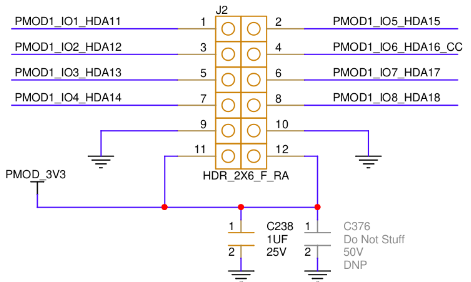 J2
PMOD1_IO1_HDA11 1 2 PMOD1_IO5_HDA15
PMOD1_IO2_HDA12 3 4 PMOD1_IO6_HDA16_CC
PMOD1_IO3_HDA13 5 6 PMOD1_IO7_HDA17
PMOD1_IO4_HDA14 7 8 PMOD1_IO8_HDA18
9 10
11 12
PMOD_3V3 HDR_2X6_F_RA
1 C238 1 C376
1UF Do Not Stuff
2 25V 2 50V
DNP